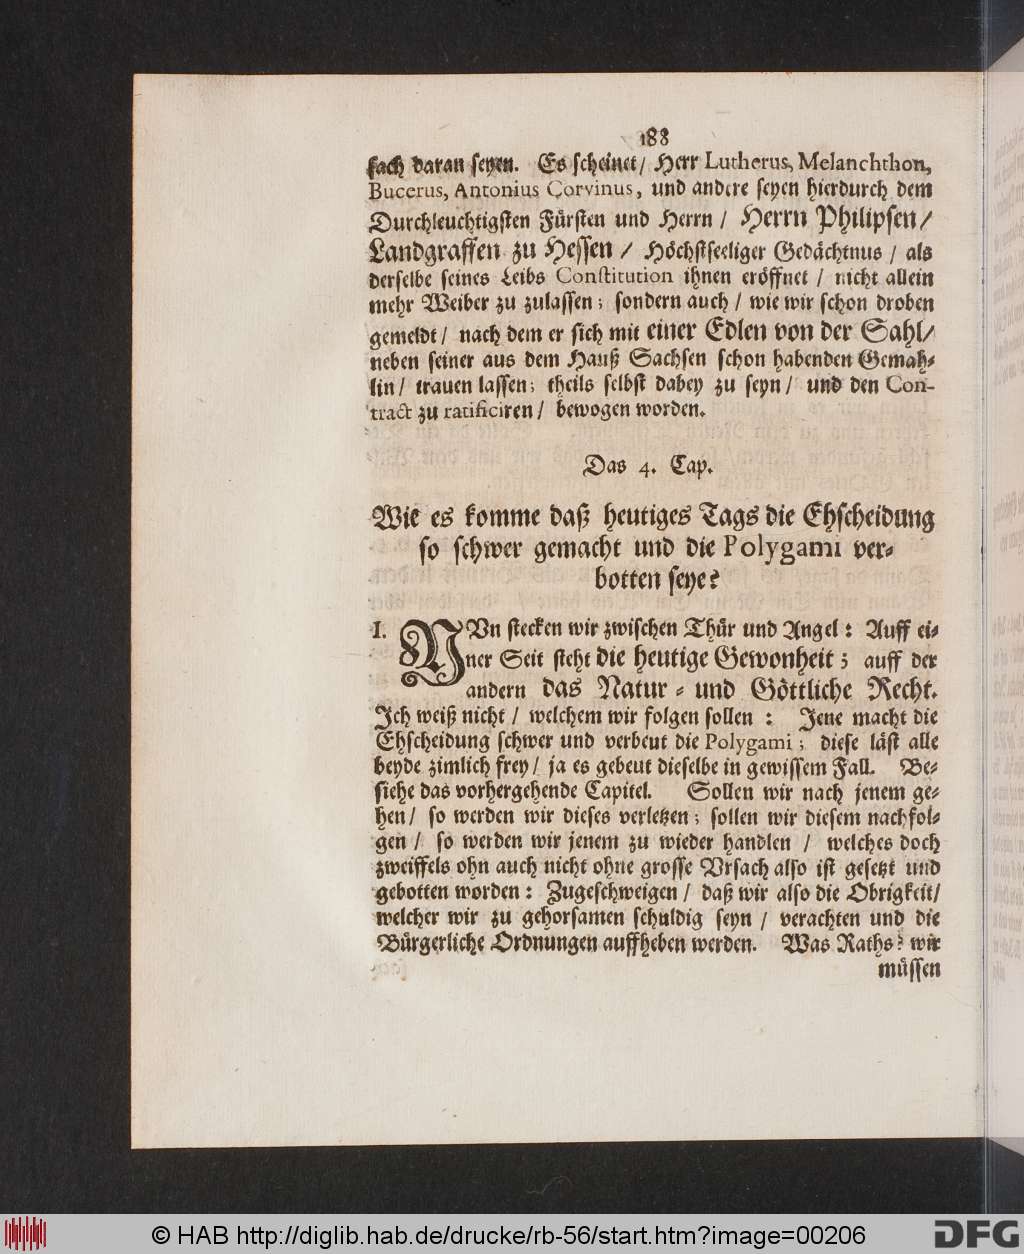 188
fach daran seyen. Es scheinet/ Herr Lutherus, Melanchthon,
Bucerus, Antonius Corvinus, und andere seyen hierdurch dem
Durchleuchtigsten Fürsten und Herrn / Herrn Philipsen/
Landgraffen zu Hessen / Höchstseeliger Gedächtnus / als
derselbe seines Leibs Constitution ihnen eröffnet / nicht allein
mehr Weiber zu zulassen; sondern auch / wie wir schon droben
gemeldt/ nach dem er sich mit einer Edlen von der Sahl/
neben seiner aus dem Hauß Sachsen schon habenden Gemah-
lin/ trauen lassen; theils selbst dabey zu seyn/ und den Con-
tract zu ratificiren/ bewogen worden.
Das 4. Cap.
Wie es komme daß heutiges Tags die Ehscheidung
so schwer gemacht und die Polygami ver-
botten seye?
I. NUn stecken wir zwischen Thür und Angel: Auff ei-
ner Seit steht die heutige Gewonheit; auff der
andern das Natur- und Göttliche Recht.
Ich weiß nicht / welchem wir folgen sollen: Jene macht die
Ehscheidung schwer und verbeut die Polygami; diese läst alle
beyde zimlich frey/ ja es gebeut dieselbe in gewissem Fall. Be-
siehe das vorhergehende Capitel. Sollen wir nach jenem ge-
hen/ so werden wir dieses verletzen; sollen wir diesem nachfol-
gen / so werden wir jenem zu wieder handlen / welches doch
zweiffels ohn auch nicht ohne grosse Ursach also ist gesetzt und
gebotten worden: Zugeschweigen/ daß wir also die Obrigkeit/
welcher wir zu gehorsamen schuldig seyn / verachten und die
Bürgerliche Ordnungen auffheben werden. Was Raths? wir
müssen
© HAB http://diglib.hab.de/drucke/rb-56/start.htm?image=00206
DFG